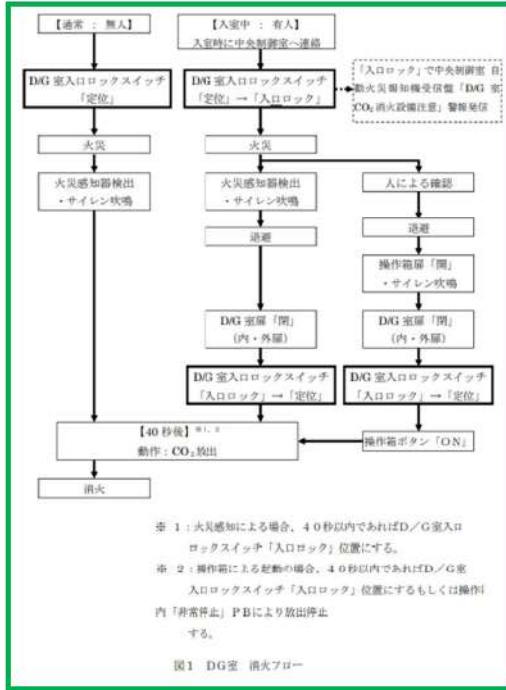 【通常：無人】
【入室中：有人】
入室時に中央制御室へ連絡
D/G 室入口ロックスイッチ
「定位」
D/G 室入口ロックスイッチ
「定位」→「入口ロック」
「入口ロック」で中央制御室 自
動火災報知機受信盤「D/G 室
CO₂ 消火設備注意」警報発信
火災
火災
火災感知器検出
・サイレン吹鳴
火災感知器検出
・サイレン吹鳴
人による確認
退避
退避
操作箱扉「開」
・サイレン吹鳴
D/G 室扉「閉」
（内・外扉）
D/G 室扉「閉」
（内・外扉）
D/G 室入口ロックスイッチ
「入口ロック」→「定位」
D/G 室入口ロックスイッチ
「入口ロック」→「定位」
【40 秒後】※1、2
動作：CO₂ 放出
操作箱ボタン「ON」
消火
※ 1：火災感知による場合、４０秒以内であればD／G室入口ロ
ックスイッチ「入口ロック」位置にする。
※ 2：操作箱による起動の場合、４０秒以内であればD／G室
入口ロックスイッチ「入口ロック」位置にするもしくは操作
内「非常停止」ＰＢにより放出停止
する。
図1 DG室 消火フロー